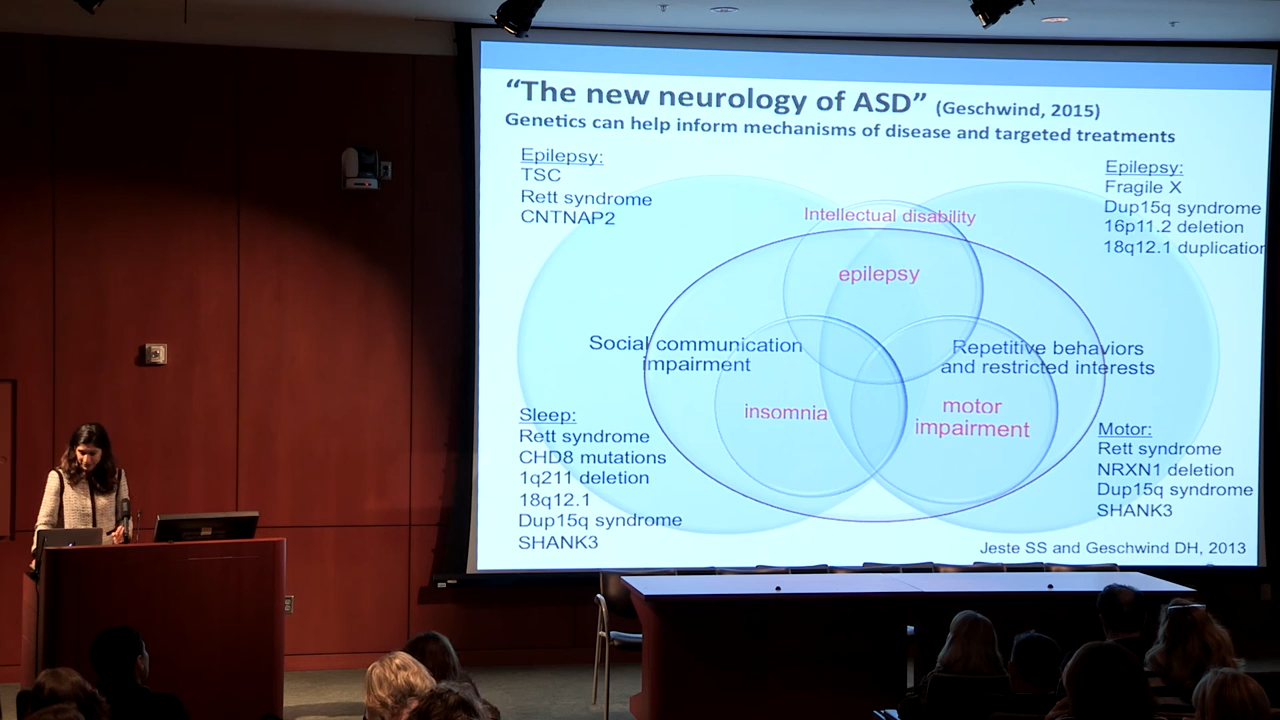 “The new neurology of ASD” (Geschwind, 2015)
Genetics can help inform mechanisms of disease and targeted treatments
Epilepsy:
TSC
Rett syndrome
CNTNAP2
Epilepsy:
Fragile X
Dup15q syndrome
16p11.2 deletion
18q12.1 duplication
Intellectual disability
epilepsy
Social communication
impairment
Repetitive behaviors
and restricted interests
insomnia
motor
impairment
Sleep:
Rett syndrome
CHD8 mutations
1q211 deletion
18q12.1
Dup15q syndrome
SHANK3
Motor:
Rett syndrome
NRXN1 deletion
Dup15q syndrome
SHANK3
Jeste SS and Geschwind DH, 2013